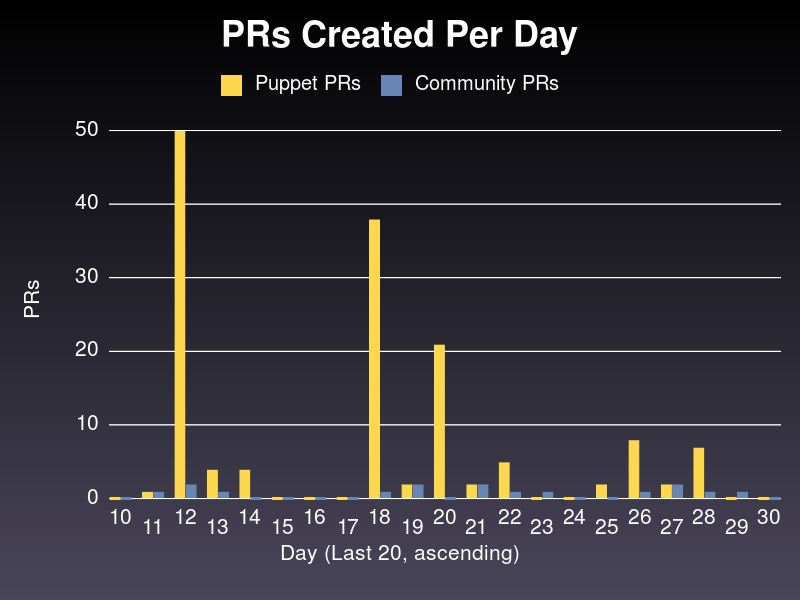 PRs Created Per Day
Puppet PRs Community PRs
50
40
30
20
10
0
PRs
10 11 12 13 14 15 16 17 18 19 20 21 22 23 24 25 26 27 28 29 30
Day (Last 20, ascending)